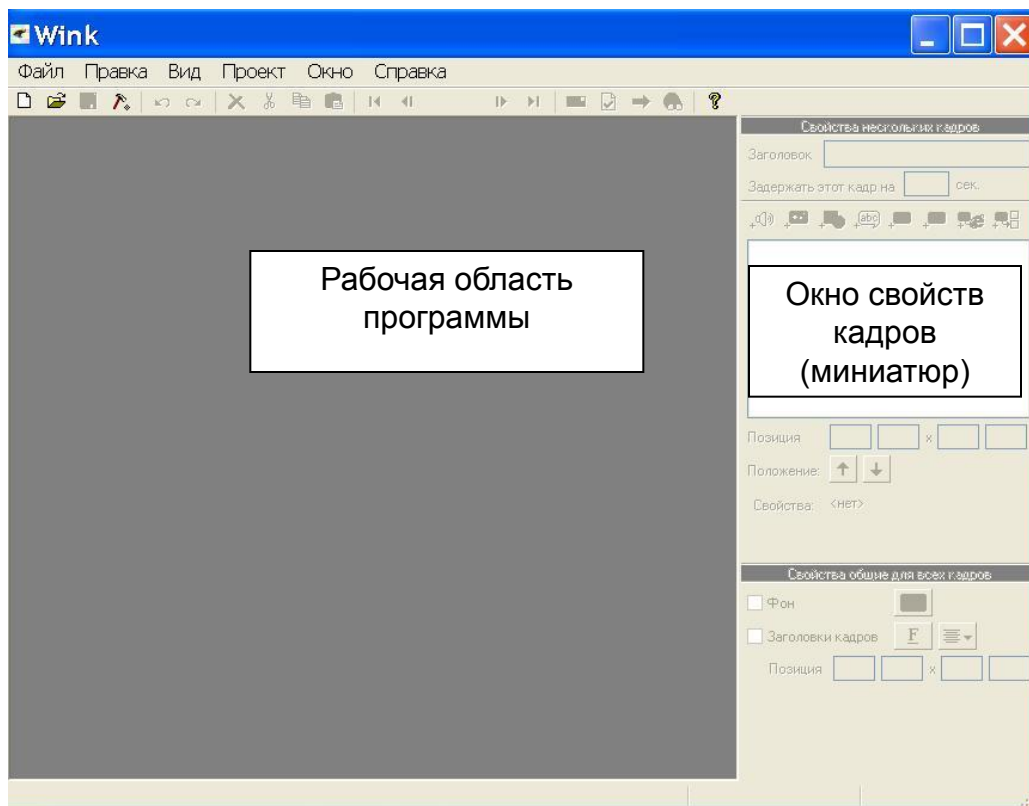 Wink
Файл Правка Вид Проект Окно Справка
Свойства нескольких кадров
Заголовок
Задержать этот кадр на сек.
abc
Рабочая область
программы
Окно свойств
кадров
(миниатюр)
Позиция x
Положение:
Свойства: <нет>
Свойства общие для всех кадров
Фон
Заголовки кадров F
Позиция x